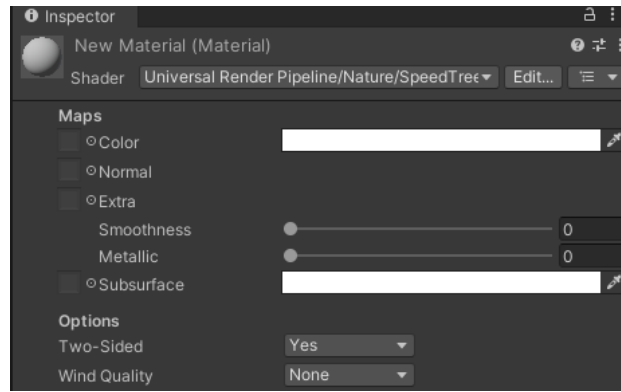 Inspector
New Material (Material)
Shader Universal Render Pipeline/Nature/SpeedTree Edit...
Maps
Color
Normal
Extra
Smoothness 0
Metallic 0
Subsurface
Options
Two-Sided Yes
Wind Quality None